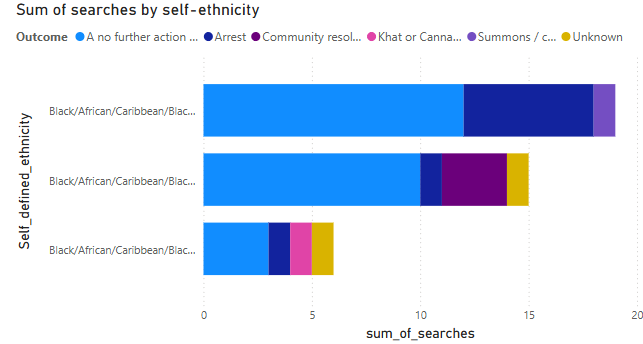 Sum of searches by self-ethnicity
Outcome A no further action ... Arrest Community resol... Khat or Canna... Summons / c... Unknown
Self_defined_ethnicity
Black/African/Caribbean/Blac...
Black/African/Caribbean/Blac...
Black/African/Caribbean/Blac...
0 5 10 15 20
sum_of_searches